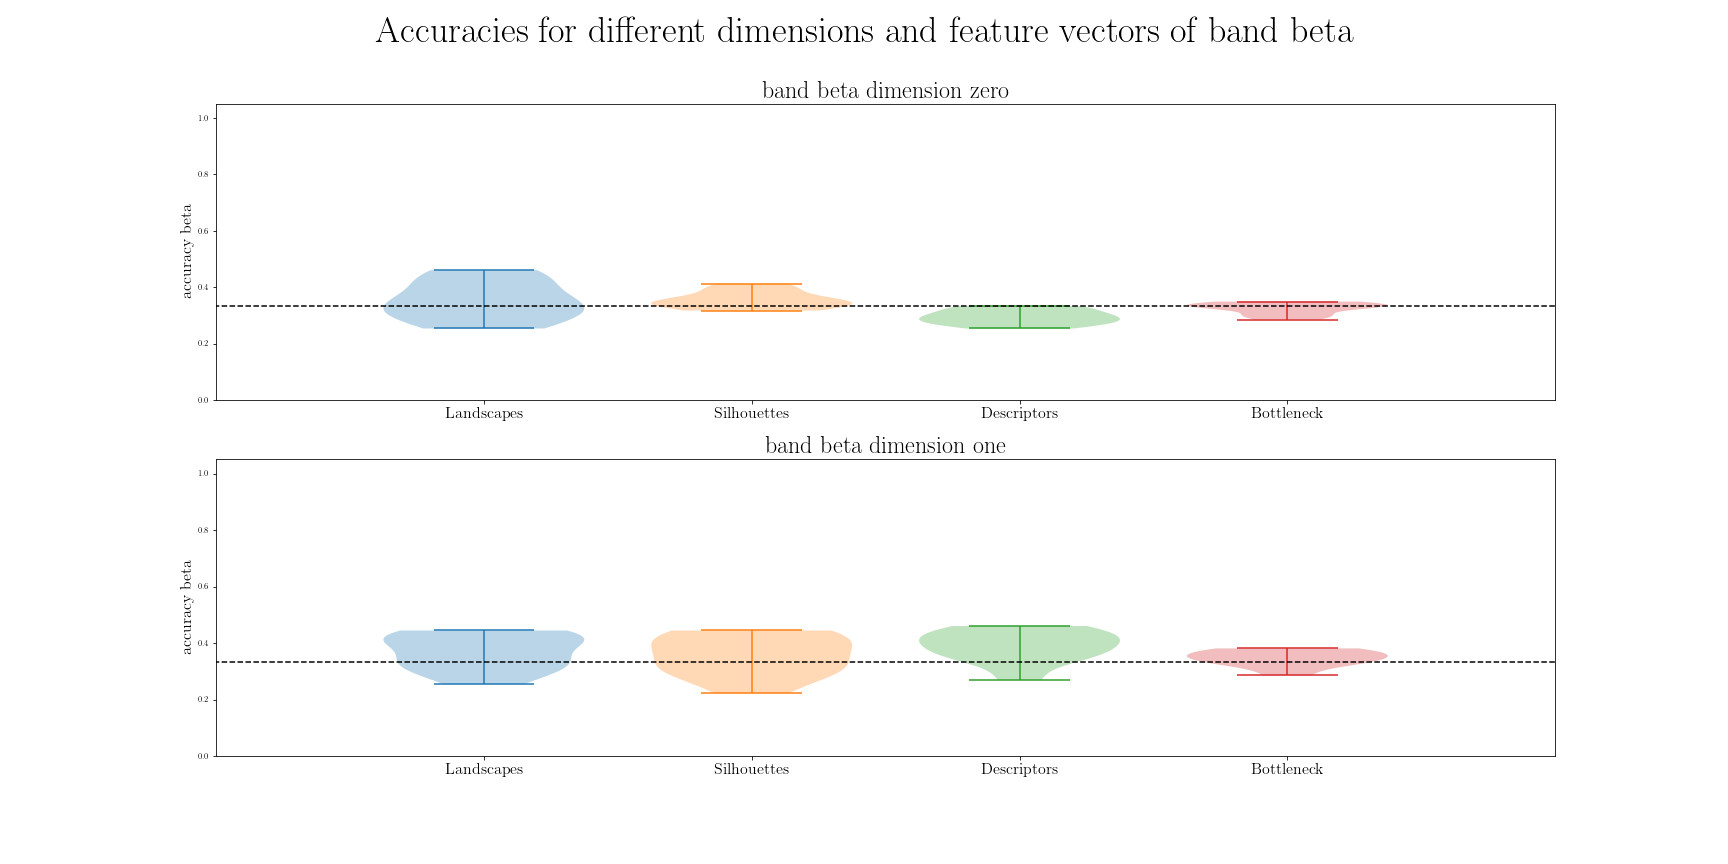 Accuracies for different dimensions and feature vectors of band beta
band beta dimension zero
1.0
0.8
0.6
0.4
0.2
0.0
accuracy beta
Landscapes Silhouettes Descriptors Bottleneck
band beta dimension one
1.0
0.8
0.6
0.4
0.2
0.0
accuracy beta
Landscapes Silhouettes Descriptors Bottleneck